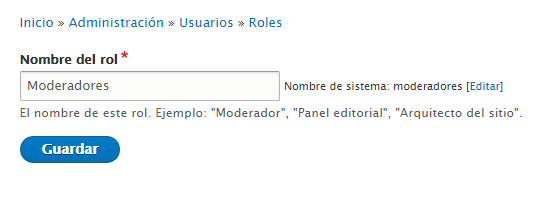 Inicio » Administración » Usuarios » Roles
Nombre del rol *
Moderadores Nombre de sistema: moderadores [Editar]
El nombre de este rol. Ejemplo: "Moderador", "Panel editorial", "Arquitecto del sitio".
Guardar